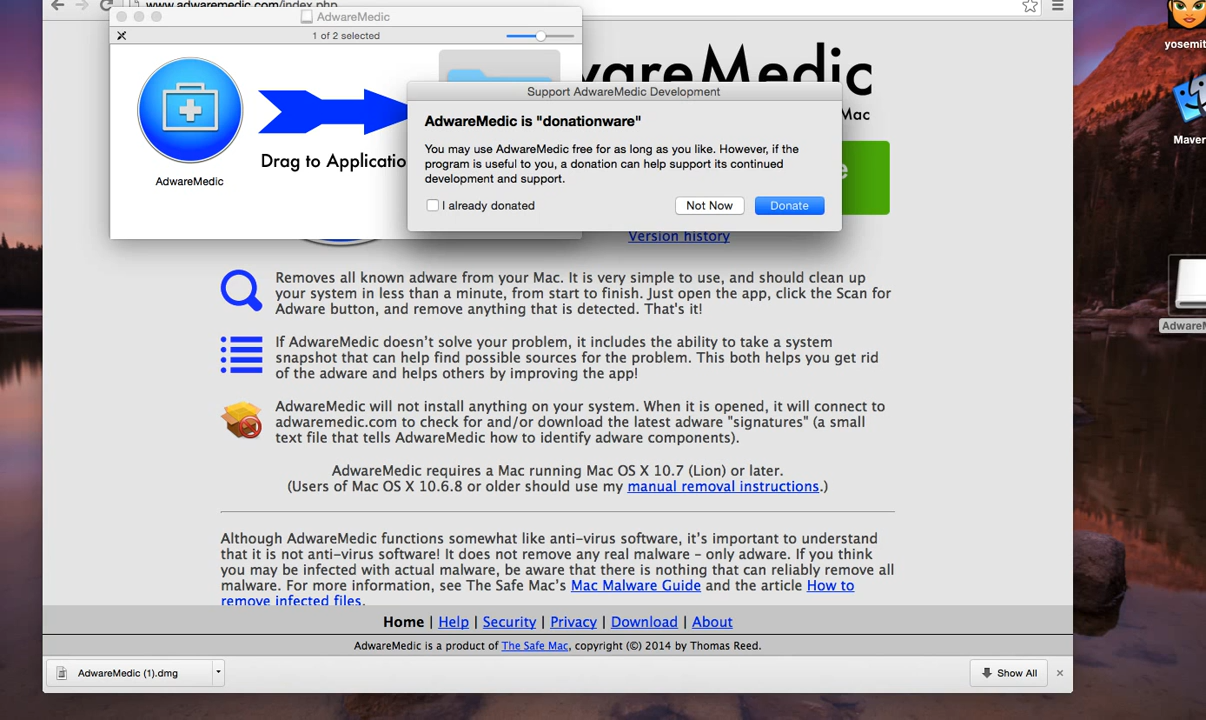 www.adwaremedic.com/index.php
AdwareMedic
1 of 2 selected
AdwareMedic
Drag to Applicatio
wareMedic
Mac
Support AdwareMedic Development
AdwareMedic is "donationware"
You may use AdwareMedic free for as long as you like. However, if the
program is useful to you, a donation can help support its continued
development and support.
I already donated
Not Now
Donate
Version history
Removes all known adware from your Mac. It is very simple to use, and should clean up
your system in less than a minute, from start to finish. Just open the app, click the Scan for
Adware button, and remove anything that is detected. That's it!
If AdwareMedic doesn't solve your problem, it includes the ability to take a system
snapshot that can help find possible sources for the problem. This both helps you get rid
of the adware and helps others by improving the app!
AdwareMedic will not install anything on your system. When it is opened, it will connect to
adwaremedic.com to check for and/or download the latest adware "signatures" (a small
text file that tells AdwareMedic how to identify adware components).
AdwareMedic requires a Mac running Mac OS X 10.7 (Lion) or later.
(Users of Mac OS X 10.6.8 or older should use my manual removal instructions.)
Although AdwareMedic functions somewhat like anti-virus software, it's important to understand
that it is not anti-virus software! It does not remove any real malware – only adware. If you think
you may be infected with actual malware, be aware that there is nothing that can reliably remove all
malware. For more information, see The Safe Mac's Mac Malware Guide and the article How to
remove infected files.
Home | Help | Security | Privacy | Download | About
AdwareMedic is a product of The Safe Mac, copyright (©) 2014 by Thomas Reed.
AdwareMedic (1).dmg
Show All
yosemit
Maver
AdwareM